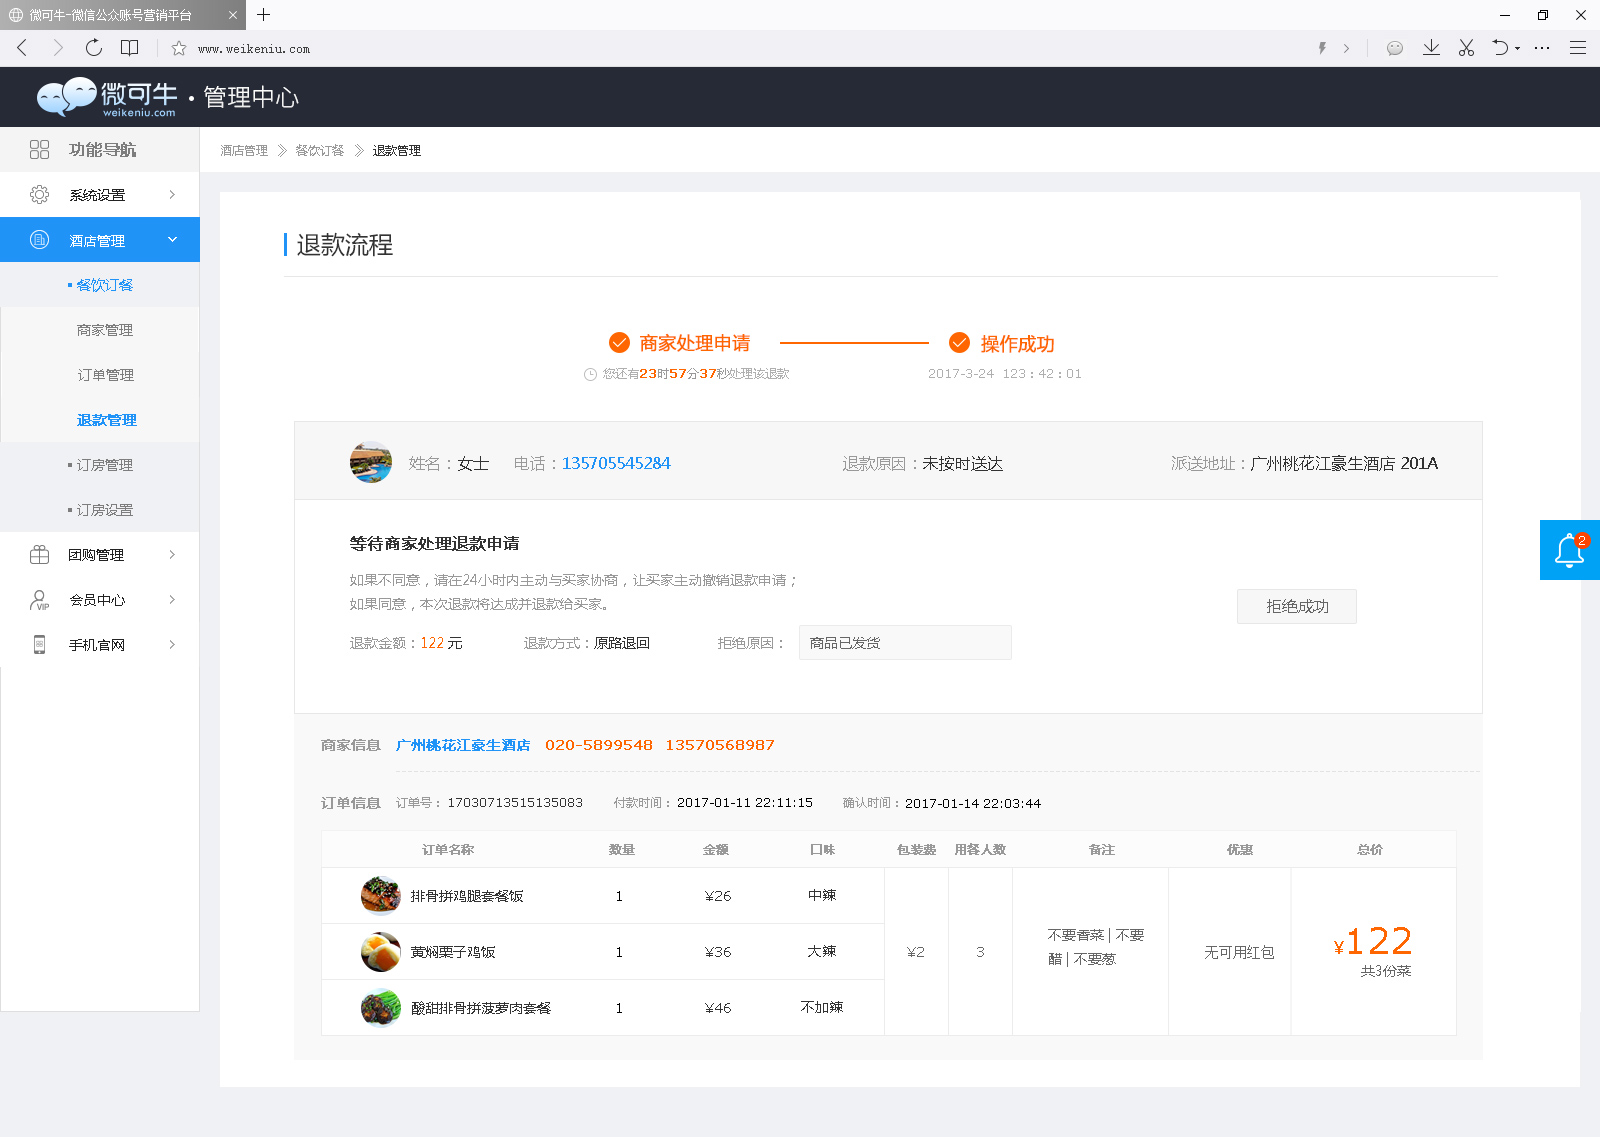 微可牛-微信公众账号营销平台
www.weikeniu.com
微可牛·管理中心
weikeniu.com
功能导航
系统设置
酒店管理
餐饮订餐
商家管理
订单管理
退款管理
订房管理
订房设置
团购管理
会员中心
VIP
手机官网
酒店管理 餐饮订餐 退款管理
退款流程
商家处理申请 操作成功
您还有23时57分37秒处理该退款 2017-3-24 123:42:01
姓名：女士 电话：135705545284 退款原因：未按时送达 派送地址：广州桃花江豪生酒店 201A
2
等待商家处理退款申请
如果不同意，请在24小时内主动与买家协商，让买家主动撤销退款申请；
如果同意，本次退款将达成并退款给买家。
拒绝成功
退款金额：122 元 退款方式：原路退回 拒绝原因： 商品已发货
商家信息 广州桃花江豪生酒店 020-5899548 13570568987
订单信息 订单号：17030713515135083 付款时间：2017-01-11 22:11:15 确认时间：2017-01-14 22:03:44
订单名称 数量 金额 口味 包装费 用餐人数 备注 优惠 总价
排骨拼鸡腿套餐饭 1 ¥26 中辣
黄焖栗子鸡饭 1 ¥36 大辣
酸甜排骨拼菠萝肉套餐 1 ¥46 不加辣
¥2 3
不要香菜 | 不要
醋 | 不要葱
无可用红包
¥122
共3份菜